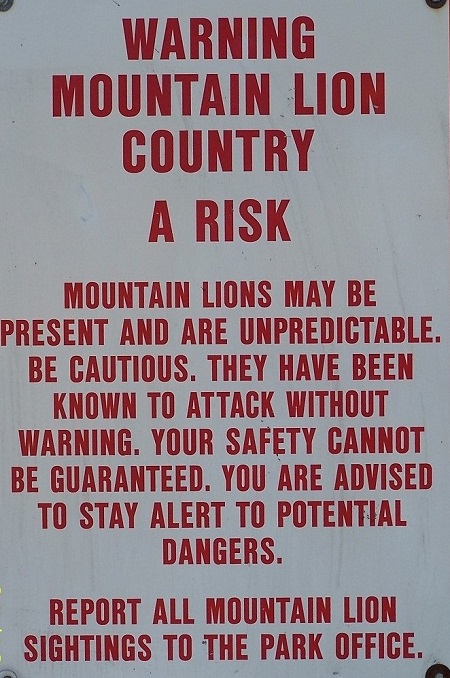 WARNING
MOUNTAIN LION
COUNTRY
A RISK
MOUNTAIN LIONS MAY BE
PRESENT AND ARE UNPREDICTABLE.
BE CAUTIOUS. THEY HAVE BEEN
KNOWN TO ATTACK WITHOUT
WARNING. YOUR SAFETY CANNOT
BE GUARANTEED. YOU ARE ADVISED
TO STAY ALERT TO POTENTIAL
DANGERS.
REPORT ALL MOUNTAIN LION
SIGHTINGS TO THE PARK OFFICE.